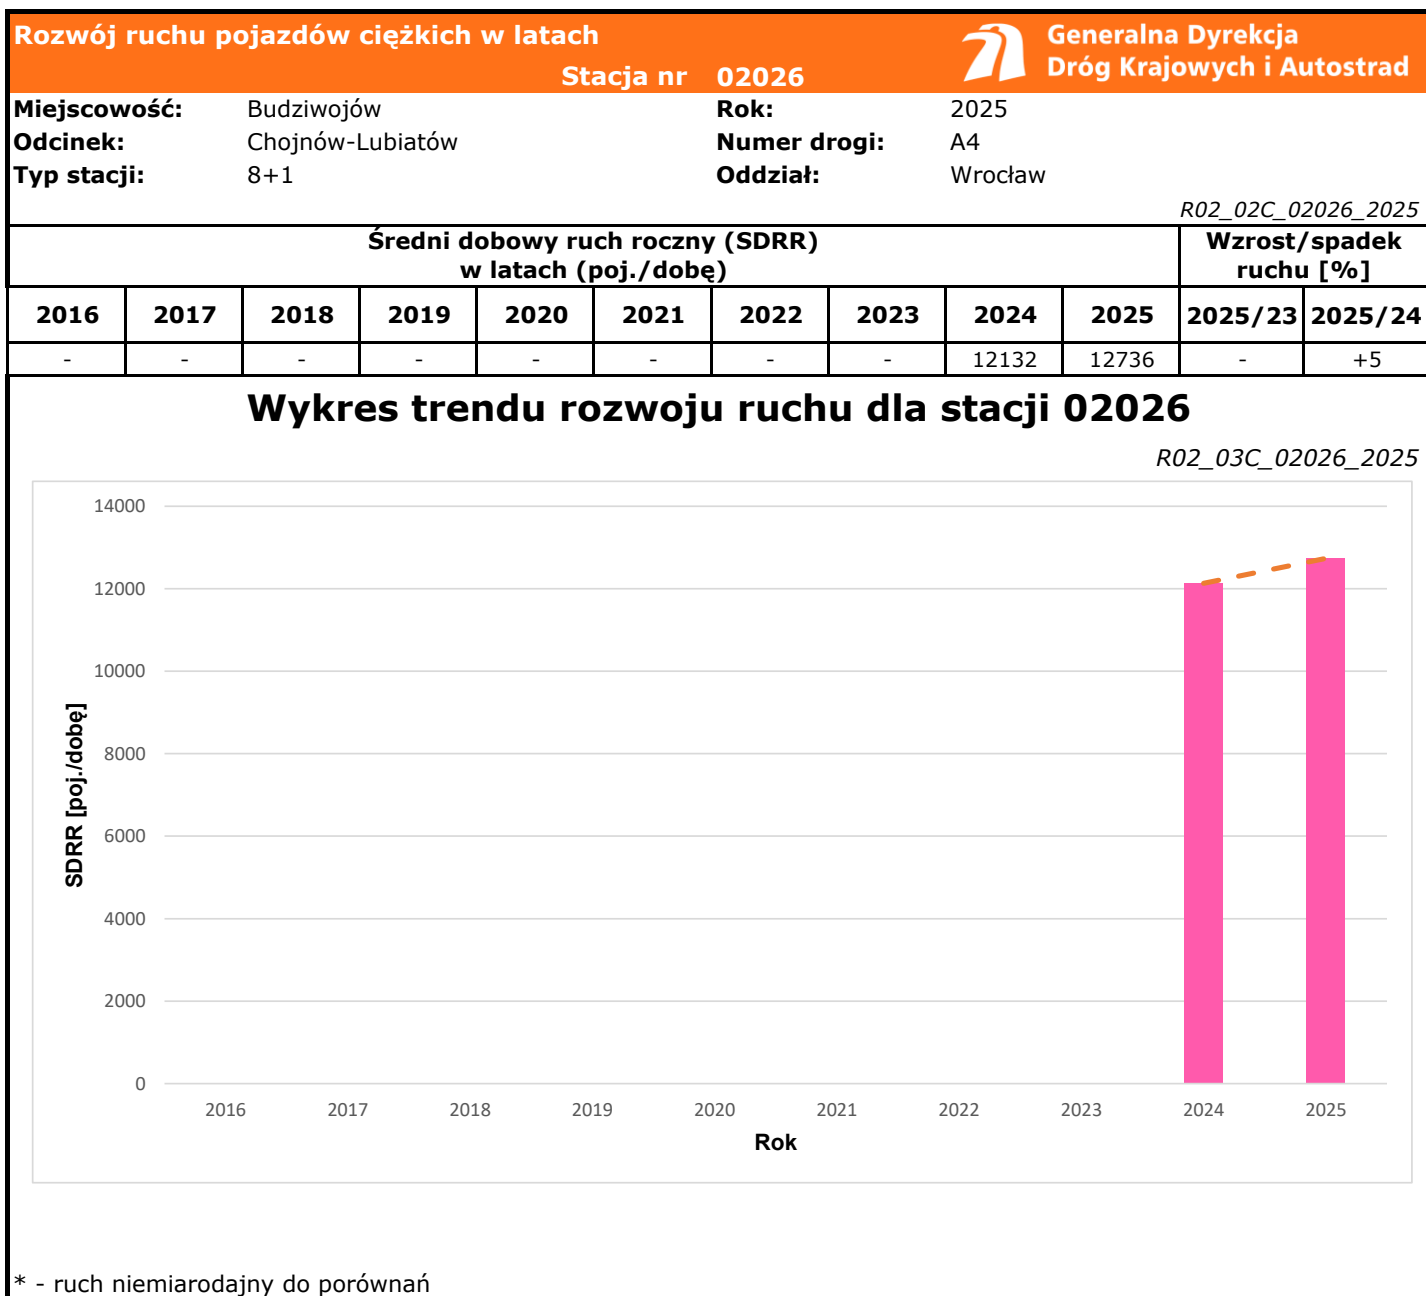 Rozwój ruchu pojazdów ciężkich w latach
Generalna Dyrekcja
Dróg Krajowych i Autostrad
Stacja nr 02026
Miejscowość: Budziwojów Rok: 2025
Odcinek: Chojnów-Lubiatów Numer drogi: A4
Typ stacji: 8+1 Oddział: Wrocław
R02_02C_02026_2025
Średni dobowy ruch roczny (SDRR)
w latach (poj./dobę)
Wzrost/spadek
ruchu [%]
2016 2017 2018 2019 2020 2021 2022 2023 2024 2025 2025/23 2025/24
- - - - - - - - 12132 12736 - +5
Wykres trendu rozwoju ruchu dla stacji 02026
R02_03C_02026_2025
14000
12000
10000
8000
6000
4000
2000
0
SDRR [poj./dobę]
2016 2017 2018 2019 2020 2021 2022 2023 2024 2025
Rok
* - ruch niemiarodajny do porównań